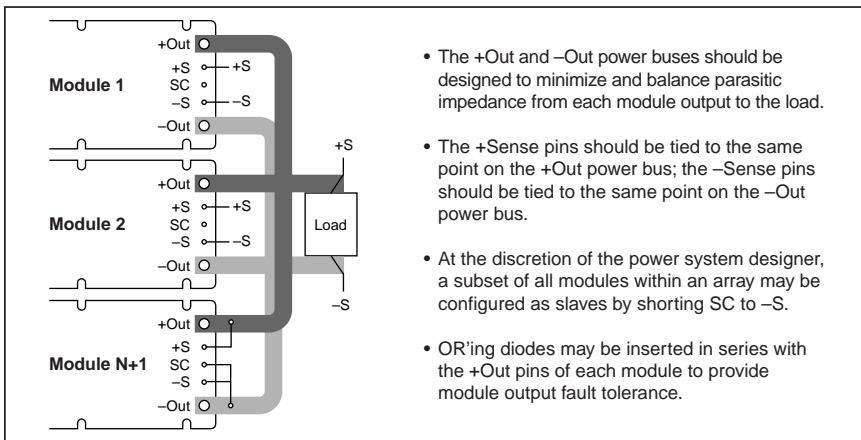 +Out
+S
+S
Module 1
SC
–S
–S
–Out
+S
+Out
+S
+S
Module 2
SC
Load
–S
–S
–Out
–S
+Out
+S
Module N+1
SC
–S
–Out
• The +Out and –Out power buses should be
designed to minimize and balance parasitic
impedance from each module output to the load.
• The +Sense pins should be tied to the same
point on the +Out power bus; the –Sense pins
should be tied to the same point on the –Out
power bus.
• At the discretion of the power system designer,
a subset of all modules within an array may be
configured as slaves by shorting SC to –S.
• OR'ing diodes may be inserted in series with
the +Out pins of each module to provide
module output fault tolerance.